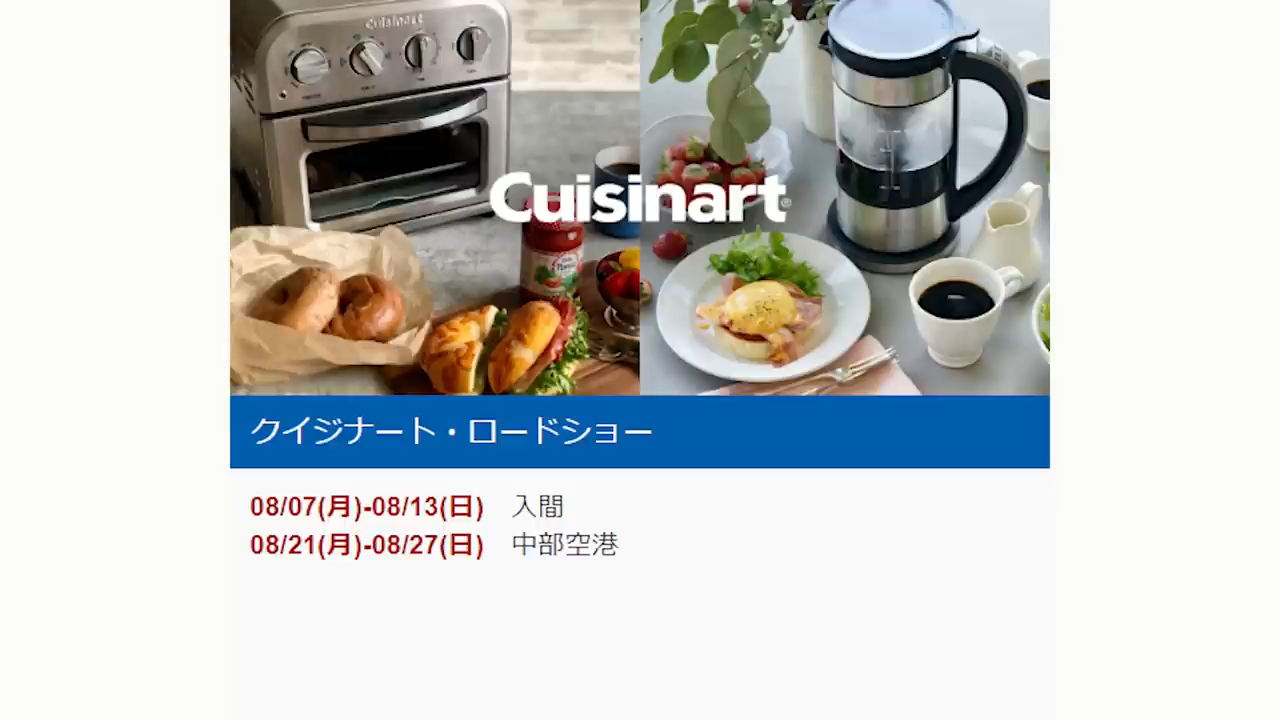 Cuisinart
Cuisinart®
クイジナート・ロードショー
08/07(月)-08/13(日) 入間
08/21(月)-08/27(日) 中部空港